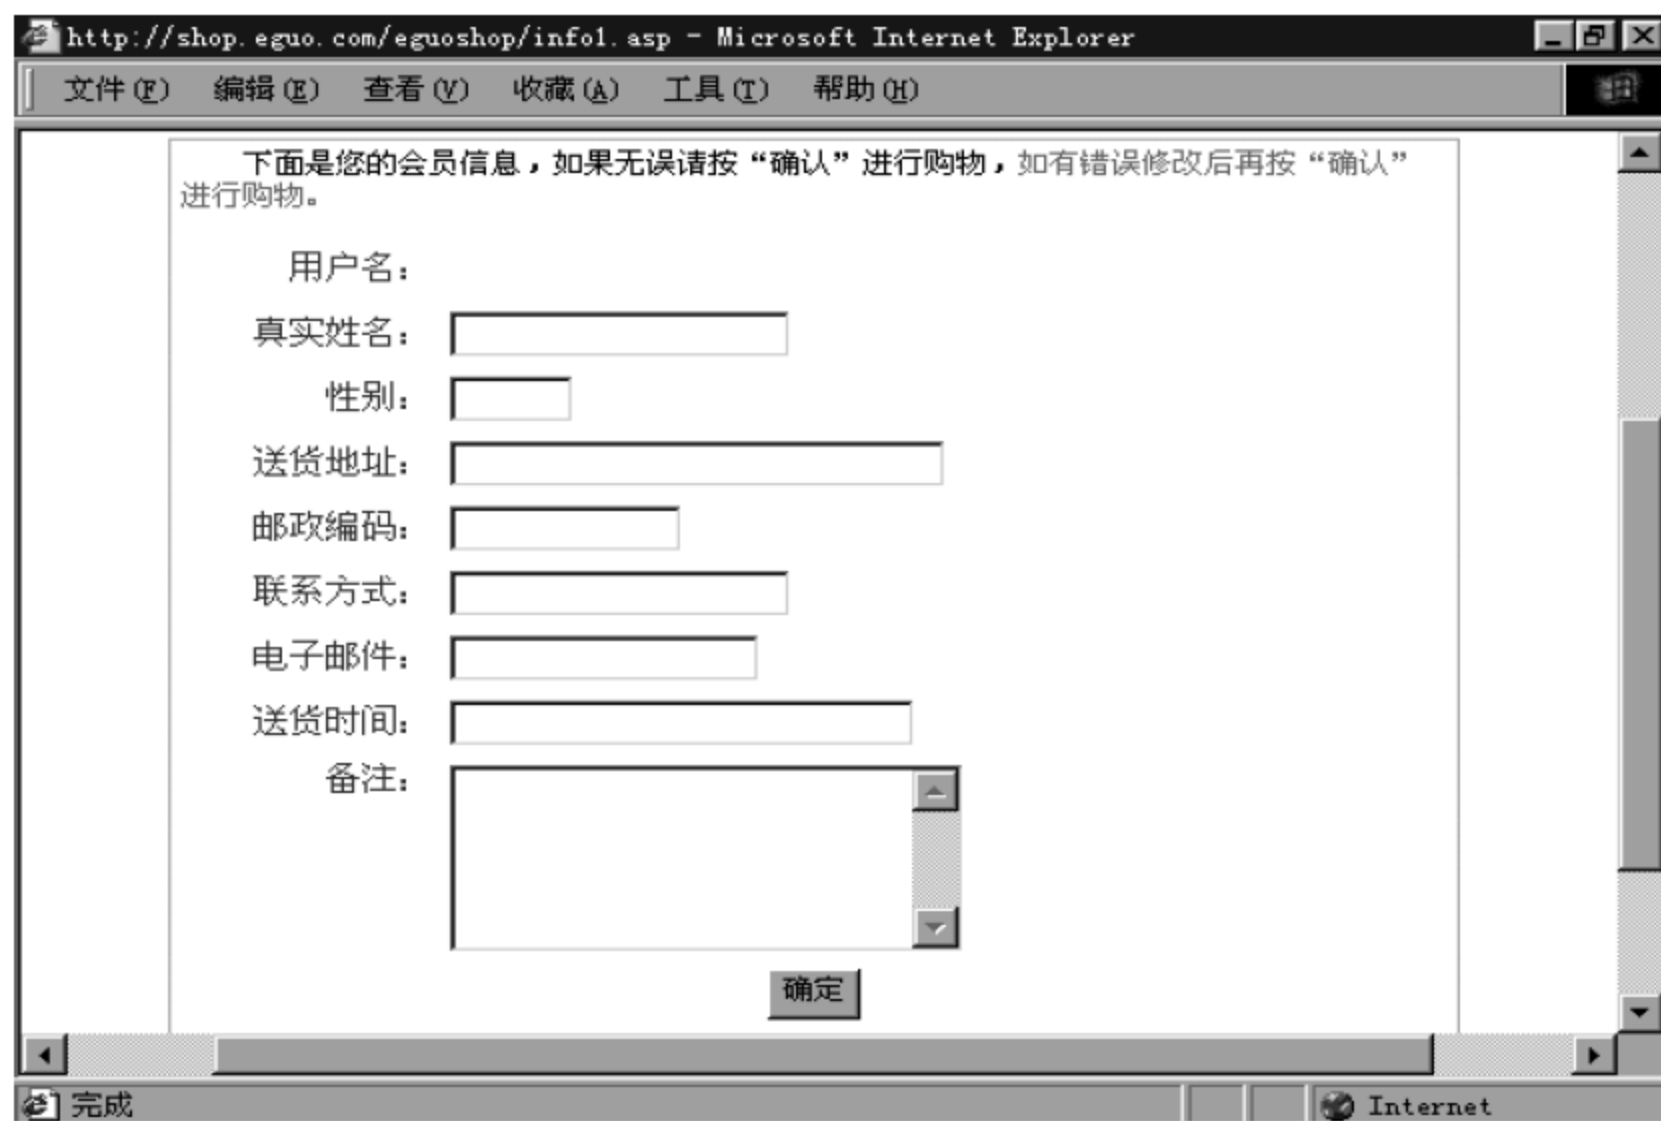 http://shop.eguo.com/eguoshop/info1.asp - Microsoft Internet Explorer
文件(F) 编辑(E) 查看(V) 收藏(A) 工具(T) 帮助(H)
下面是您的会员信息，如果无误请按“确认”进行购物，如有错误修改后再按“确认”
进行购物。
用户名：
真实姓名：
性别：
送货地址：
邮政编码：
联系方式：
电子邮件：
送货时间：
备注：
确定
完成 Internet